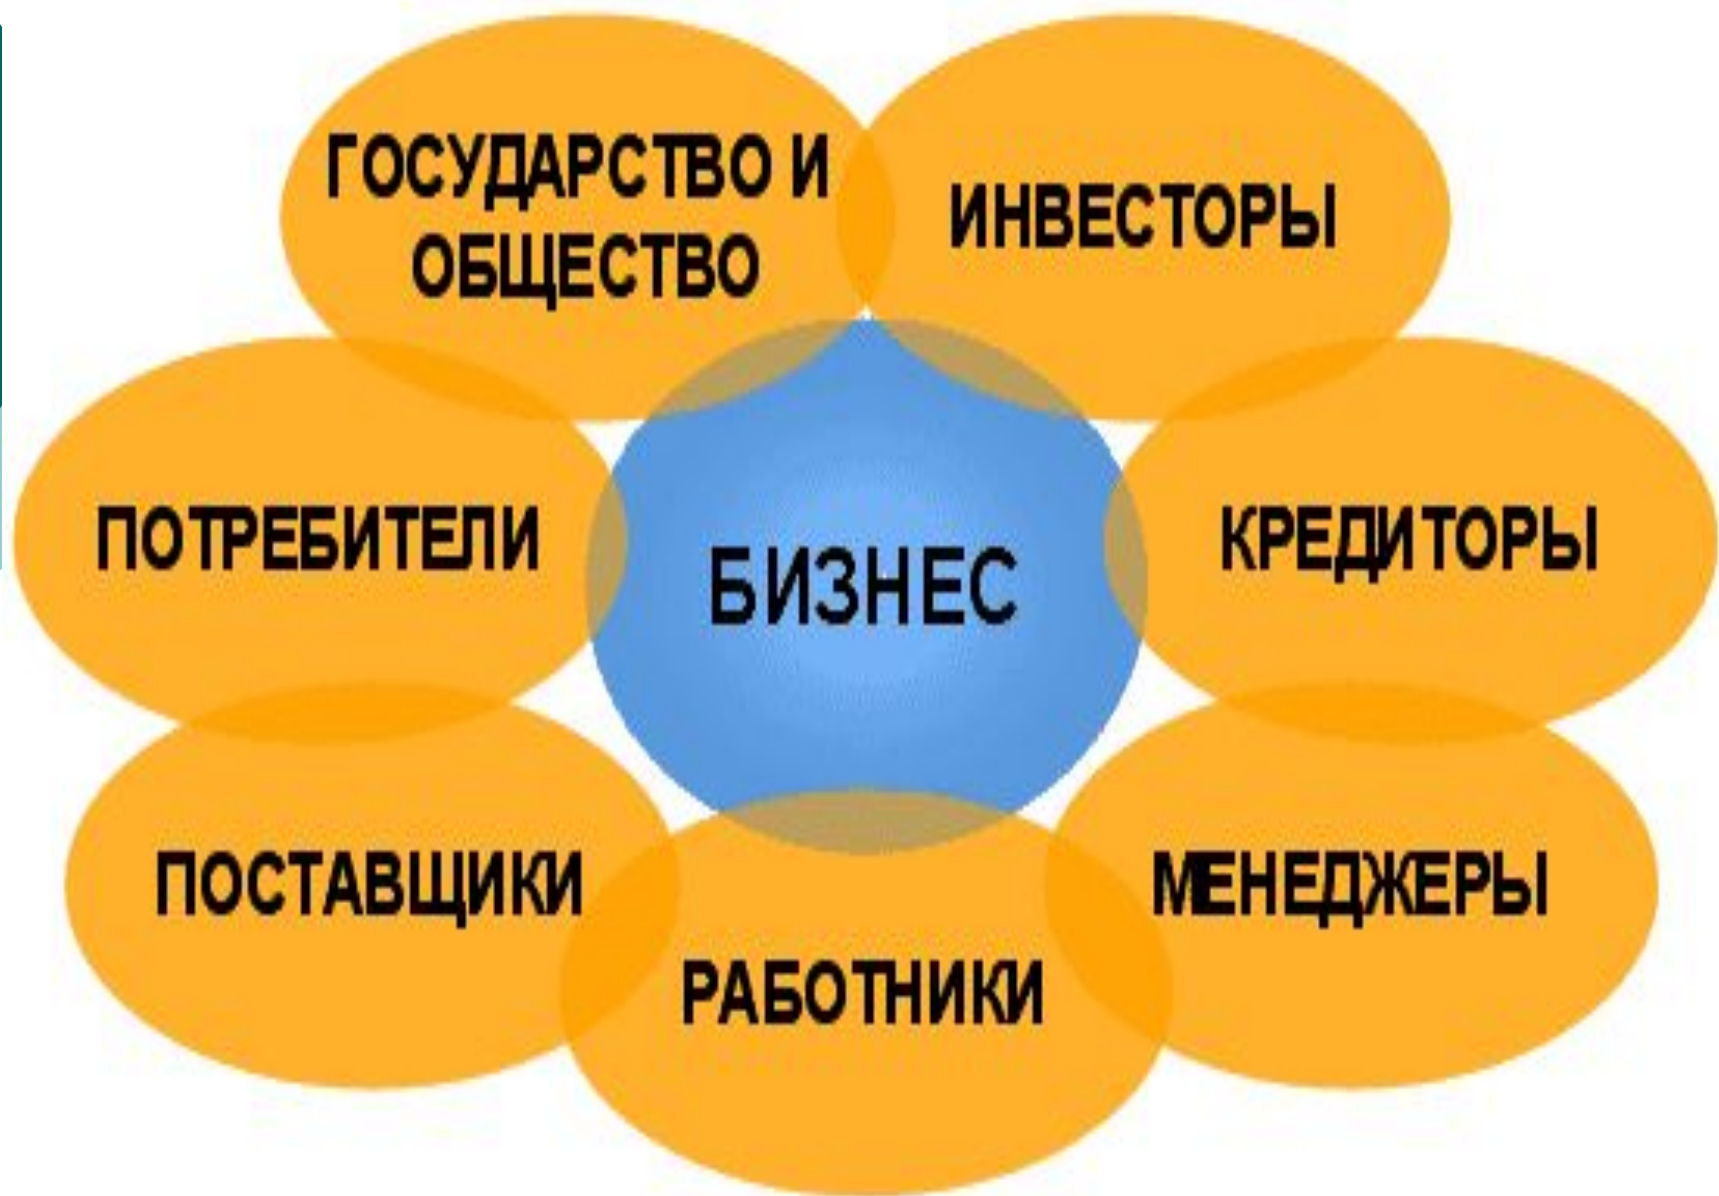 ГОСУДАРСТВО И
ОБЩЕСТВО
ИНВЕСТОРЫ
ПОТРЕБИТЕЛИ
БИЗНЕС
КРЕДИТОРЫ
ПОСТАВЩИКИ
РАБОТНИКИ
МЕНЕДЖЕРЫ